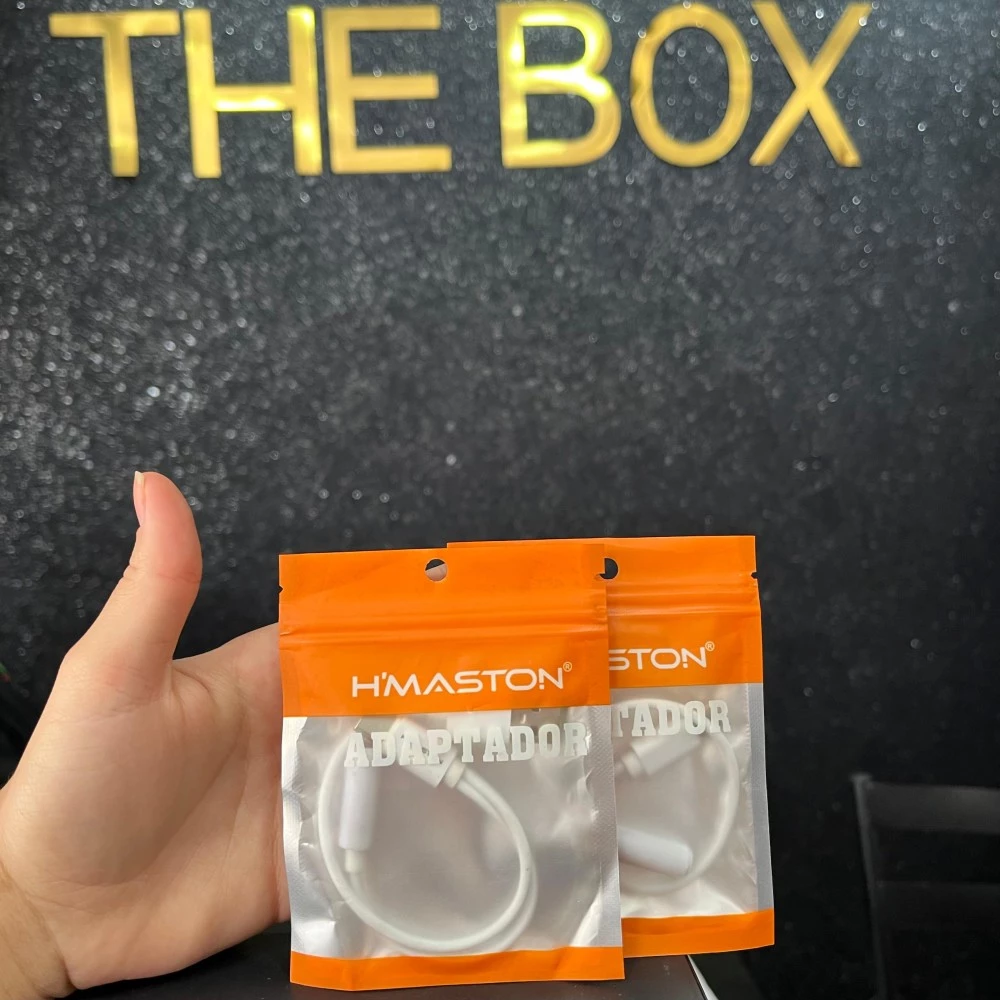 THE BOX
H'MASTON®
ADAPTADOR
STON®
TADOR